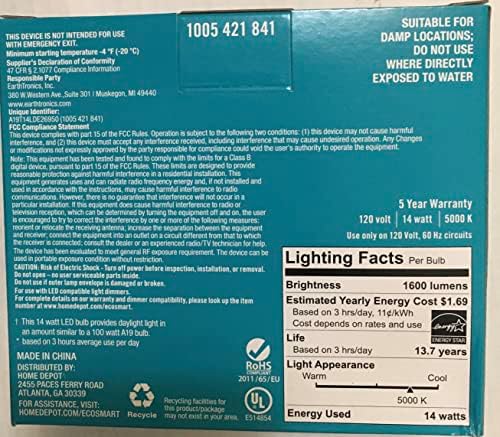 1005 421 841
THIS DEVICE IS NOT INTENDED FOR USE
WITH EMERGENCY EXIT.
Minimum starting temperature -4 °F (-20 °C)
Supplier's Declaration of Conformity
47 CFR § 2.1077 Compliance Information
Responsible Party
EarthTronics, Inc.
380 W.Western Ave.,Suite 301 | Muskegon, MI 49440
www.earthtronics.com
Unique Identifier:
A19T14LDE26950 (1005 421 841)
FCC Compliance Statement
This device complies with part 15 of the FCC Rules. Operation is subject to the following two conditions: (1) this device may not cause harmful
interference, and (2) this device must accept any interference received, including interference that may cause undesired operation. Any Changes
or modifications not expressly approved by the party responsible for compliance could void the user's authority to operate the equipment.
Note: This equipment has been tested and found to comply with the limits for a Class B
digital device, pursuant to part 15 of the FCC Rules. These limits are designed to provide
reasonable protection against harmful interference in a residential installation. This
equipment generates uses and can radiate radio frequency energy and, if not installed and
used in accordance with the instructions, may cause harmful interference to radio
communications. However, there is no guarantee that interference will not occur in a
particular installation. If this equipment does cause harmful interference to radio or
television reception, which can be determined by turning the equipment off and on, the user
is encouraged to try to correct the interference by one or more of the following measures:
reorient or relocate the receiving antenna; increase the separation between the equipment
and receiver; connect the equipment into an outlet on a circuit different from that to which
the receiver is connected; consult the dealer or an experienced radio/TV technician for help.
The device has been evaluated to meet general RF exposure requirement. The device can be
used in portable exposure condition without restriction.
CAUTION: Risk of Electric Shock - Turn off power before inspection, installation, or removal.
Do not open – no user serviceable parts inside.
Do not use if outer lamp envelope is damaged or broken.
For use with LED compatible light dimmers.
For complete details on our warranty and dimmer compatibility, please look up the item
number at www.homedepot.com/ecosmart.
‡ This 14 watt LED bulb provides daylight light in
an amount similar to a 100 watt A19 bulb.
* based on 3 hours average use per day
MADE IN CHINA
DISTRIBUTED BY:
HOME DEPOT
2455 PACES FERRY ROAD
ATLANTA, GA 30339
FOR ASSISTANCE, VISIT:
HOMEDEPOT.COM/ECOSMART
Recycle
Recycling facilities for
this product/package
may not exist in your area.
RoHS
COMPLIANT
2011 /65/EU
UL
E514854
SUITABLE FOR
DAMP LOCATIONS;
DO NOT USE
WHERE DIRECTLY
EXPOSED TO WATER
5 Year Warranty
120 volt | 14 watt | 5000 K
Use only on 120 Volt, 60 Hz circuits
Lighting Facts Per Bulb
Brightness 1600 lumens
Estimated Yearly Energy Cost $1.69
Based on 3 hrs/day, 11¢/kWh
Cost depends on rates and use
energy
ENERGY STAR
Life
Based on 3 hrs/day 13.7 years
Light Appearance
Warm Cool
5000 K
Energy Used 14 watts